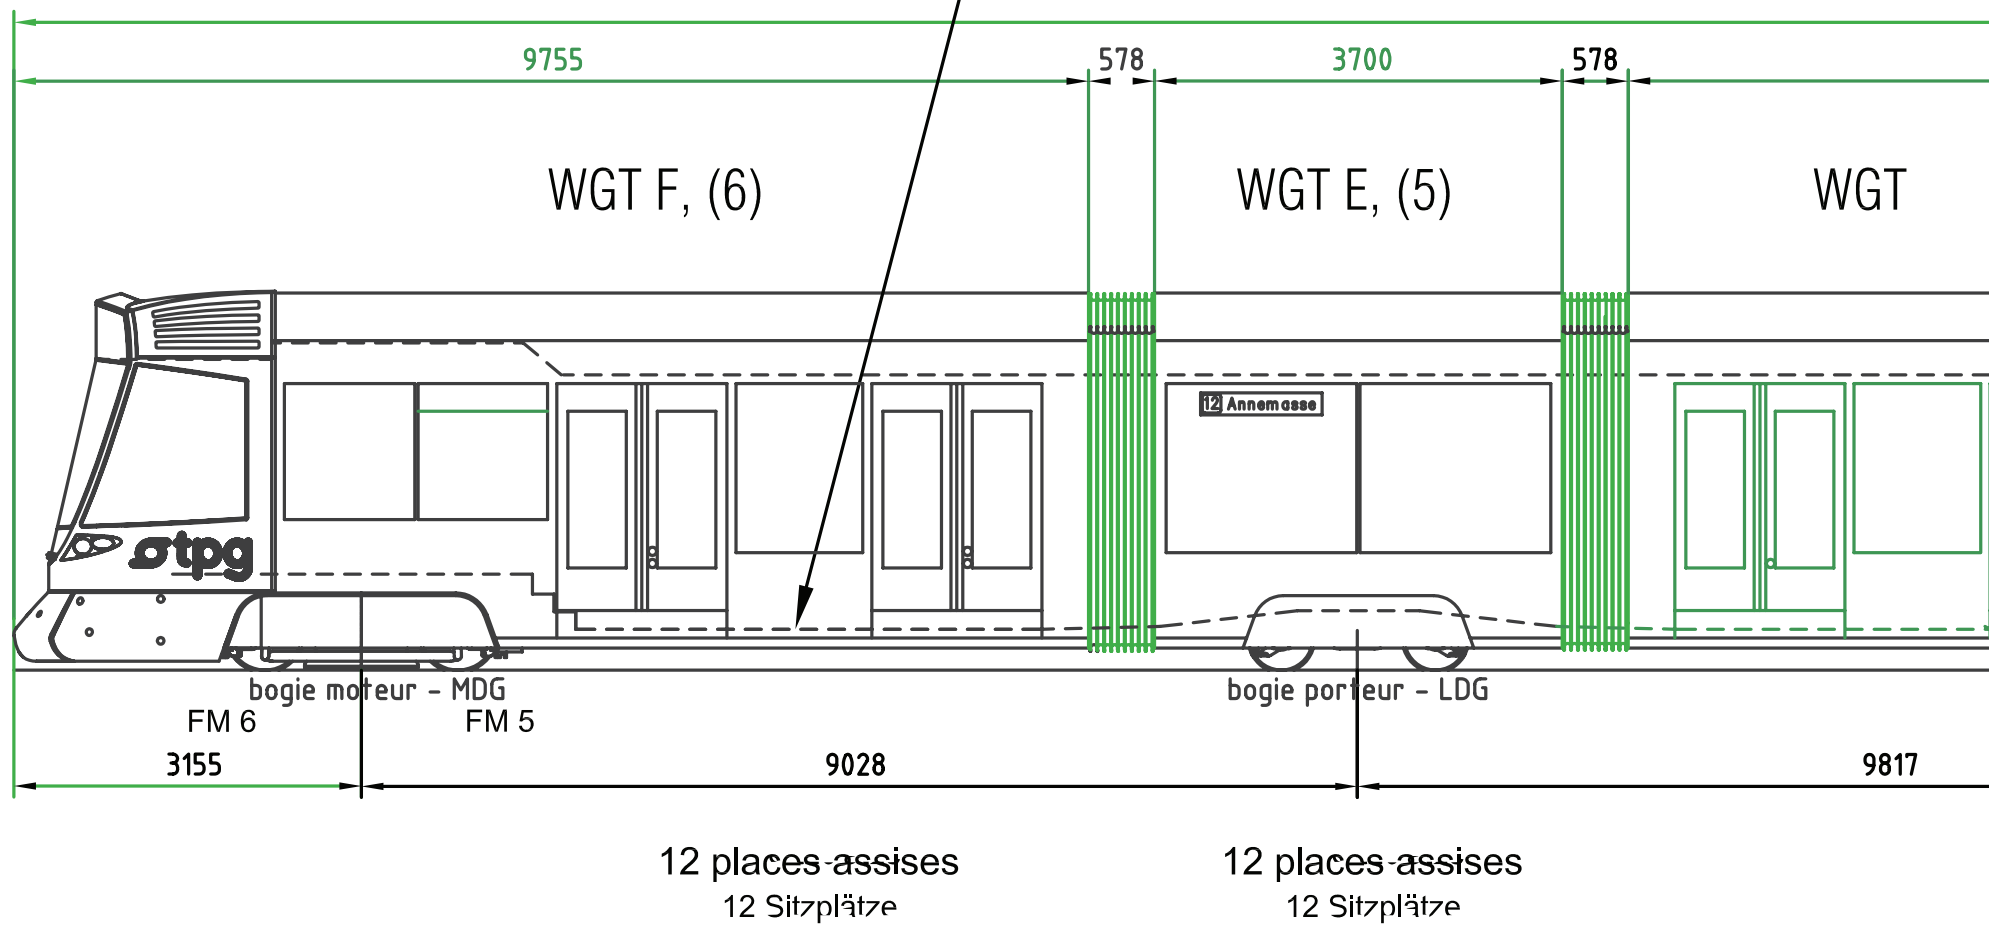 9755 578 3700 578
WGT F, (6) WGT E, (5) WGT
12 Annemasse
tpg
bogie moteur - MDG bogie porteur - LDG
FM 6 FM 5
3155 9028 9817
12 places assises 12 places assises
12 Sitzplätze 12 Sitzplätze